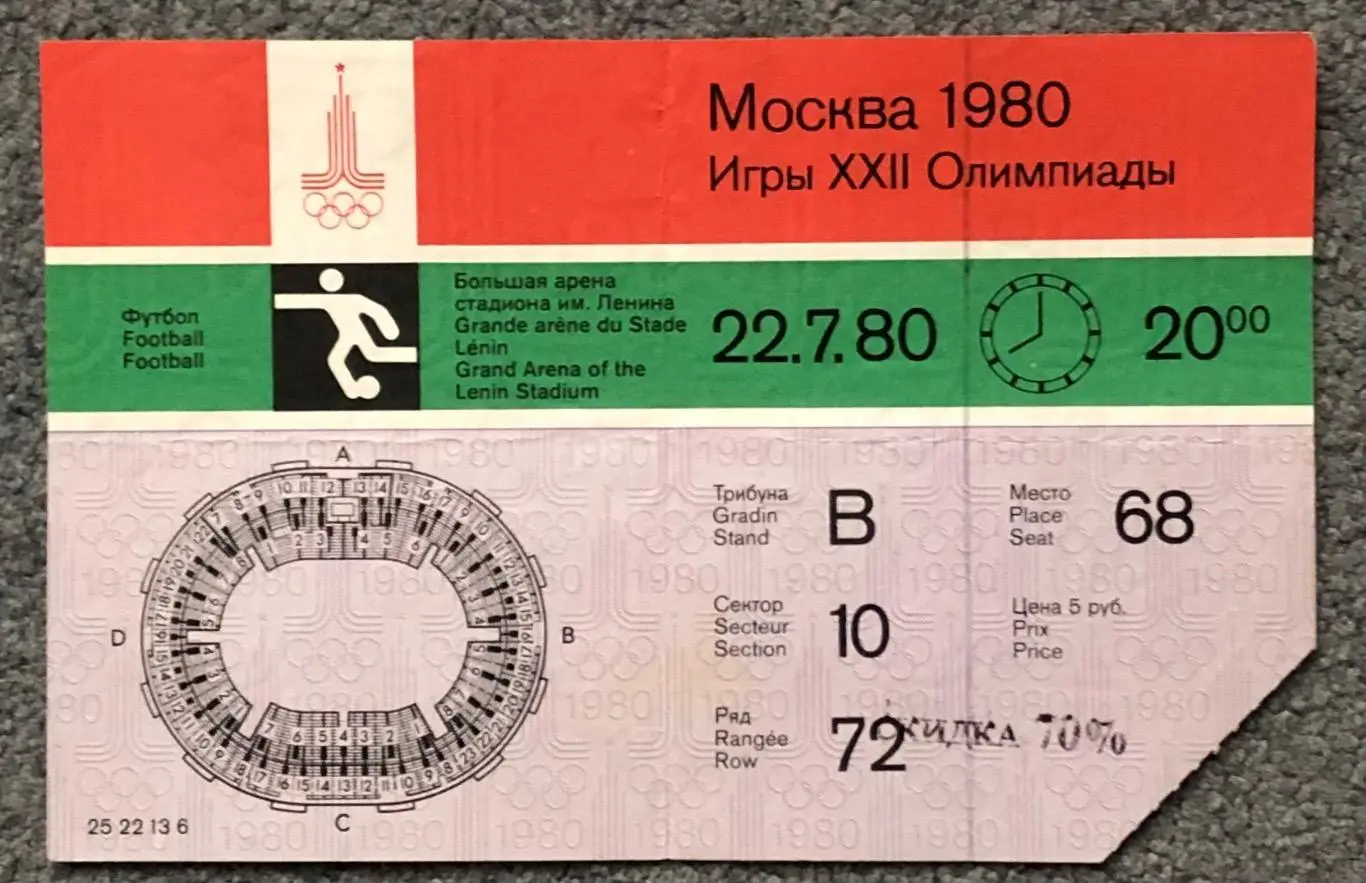 Москва 1980
Игры XXII Олимпиады
Футбол
Football
Football
Большая арена
стадиона им. Ленина
Grande arène du Stade
Lénin
Grand Arena of the
Lenin Stadium
22.7.80
20⁰⁰
A
B
C
D
Трибуна
Gradin
Stand
B
Место
Place
Seat
68
Сектор
Secteur
Section
10
Цена 5 руб.
Prix
Price
Ряд
Rangée
Row
72
СКИДКА 70%
25 22 13 6